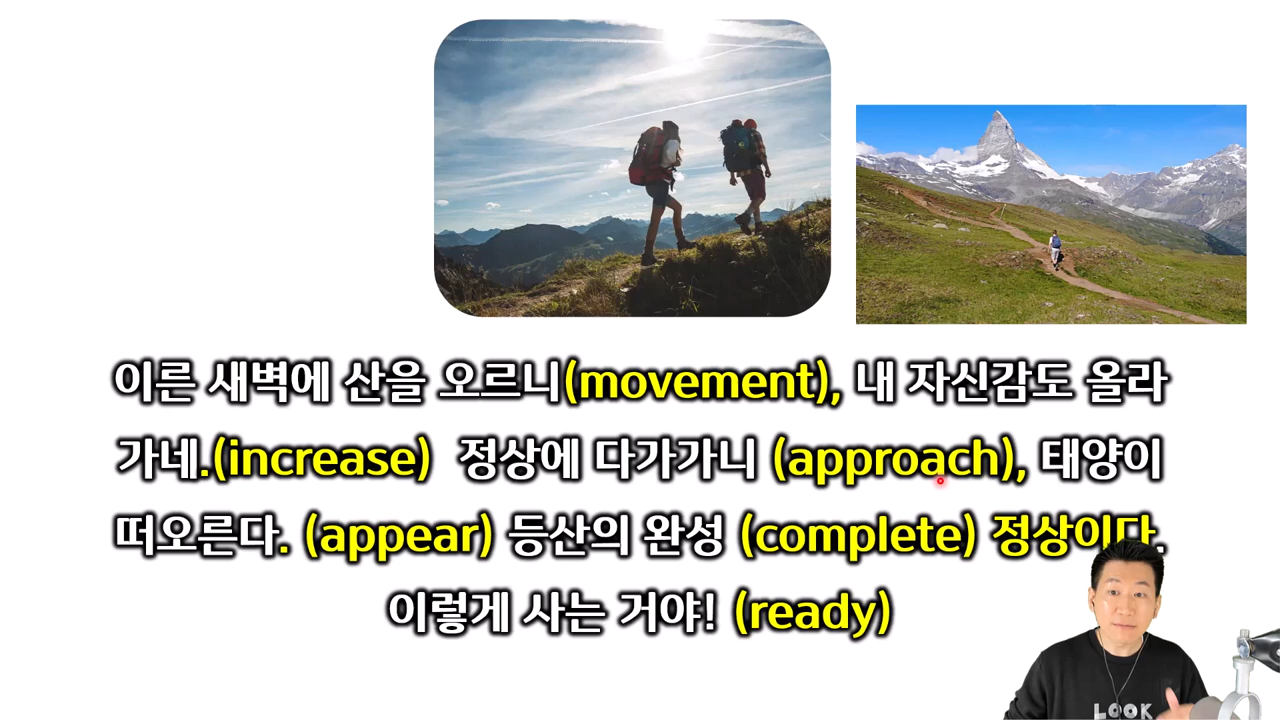 이른 새벽에 산을 오르니(movement), 내 자신감도 올라
가네.(increase) 정상에 다가가니 (approach), 태양이
떠오른다. (appear) 등산의 완성 (complete) 정상이다.
이렇게 사는 거야! (ready)
LOOK